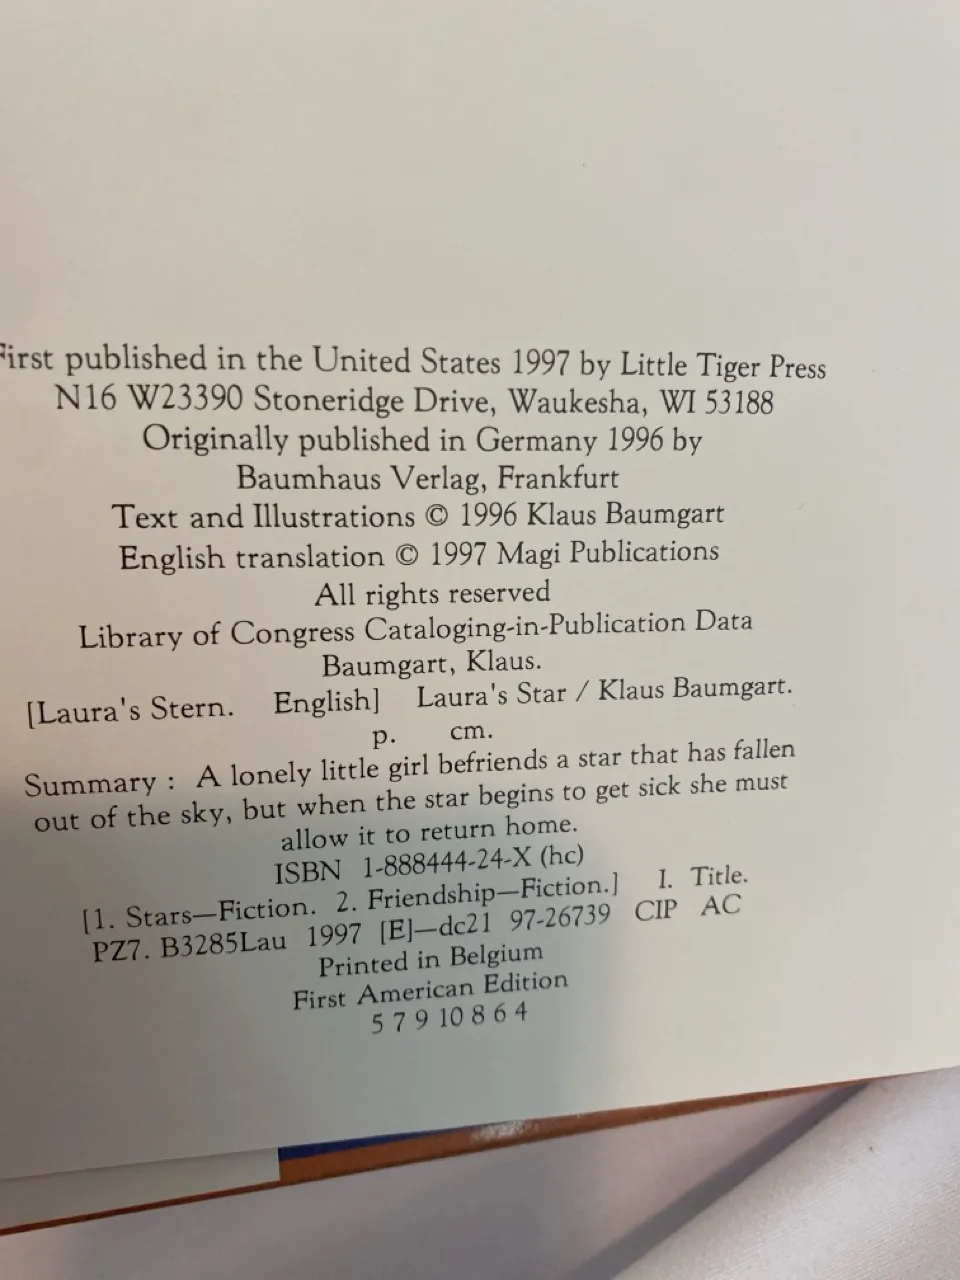 First published in the United States 1997 by Little Tiger Press
N16 W23390 Stoneridge Drive, Waukesha, WI 53188
Originally published in Germany 1996 by
Baumhaus Verlag, Frankfurt
Text and Illustrations © 1996 Klaus Baumgart
English translation © 1997 Magi Publications
All rights reserved
Library of Congress Cataloging-in-Publication Data
Baumgart, Klaus.
[Laura's Stern. English] Laura's Star / Klaus Baumgart.
p. cm.
Summary : A lonely little girl befriends a star that has fallen
out of the sky, but when the star begins to get sick she must
allow it to return home.
ISBN 1-888444-24-X (hc)
[1. Stars—Fiction. 2. Friendship—Fiction.] I. Title.
PZ7. B3285Lau 1997 [E]—dc21 97-26739 CIP AC
Printed in Belgium
First American Edition
5 7 9 10 8 6 4